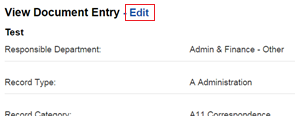 View Document Entry - Edit
Test
Responsible Department: Admin & Finance - Other
Record Type: A Administration
Record Category: A11 Correspondence